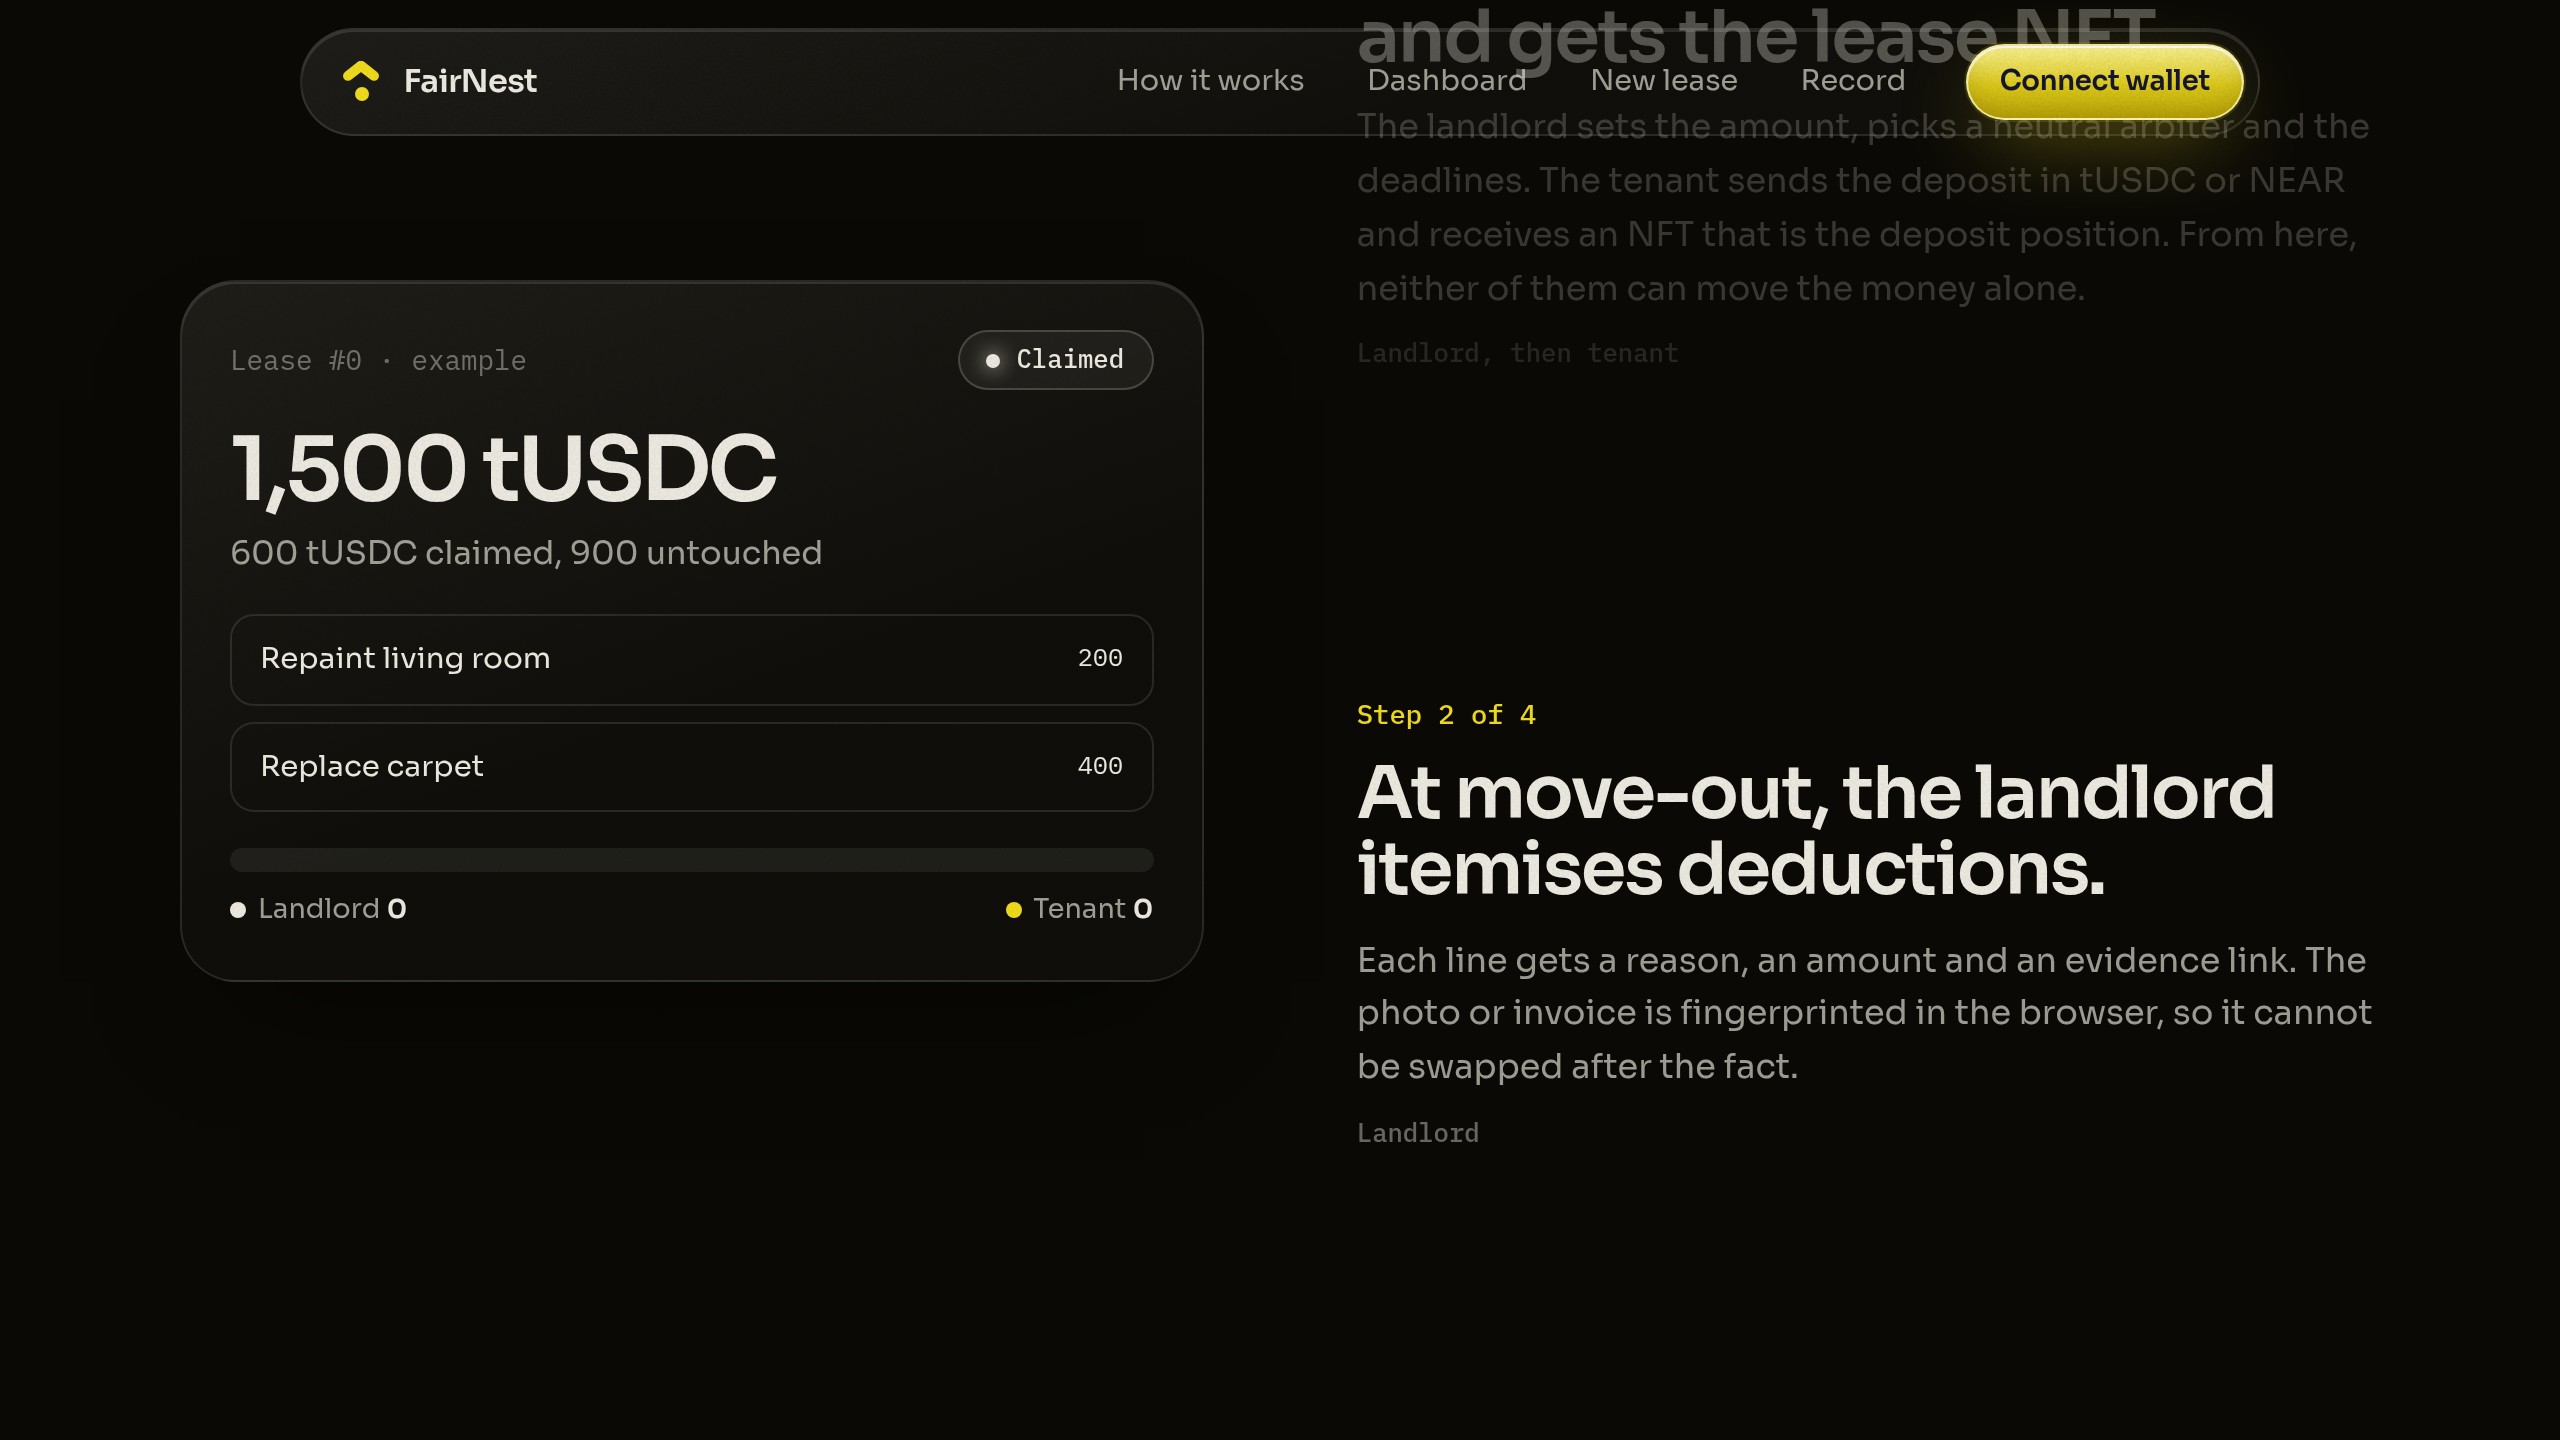 FairNest
How it works
Dashboard
New lease
Record
Connect wallet
Lease #0 · example
Claimed
1,500 tUSDC
600 tUSDC claimed, 900 untouched
Repaint living room
200
Replace carpet
400
Landlord 0
Tenant 0
and gets the lease NFT
The landlord sets the amount, picks a neutral arbiter and the
deadlines. The tenant sends the deposit in tUSDC or NEAR
and receives an NFT that is the deposit position. From here,
neither of them can move the money alone.
Landlord, then tenant
Step 2 of 4
At move-out, the landlord
itemises deductions.
Each line gets a reason, an amount and an evidence link. The
photo or invoice is fingerprinted in the browser, so it cannot
be swapped after the fact.
Landlord